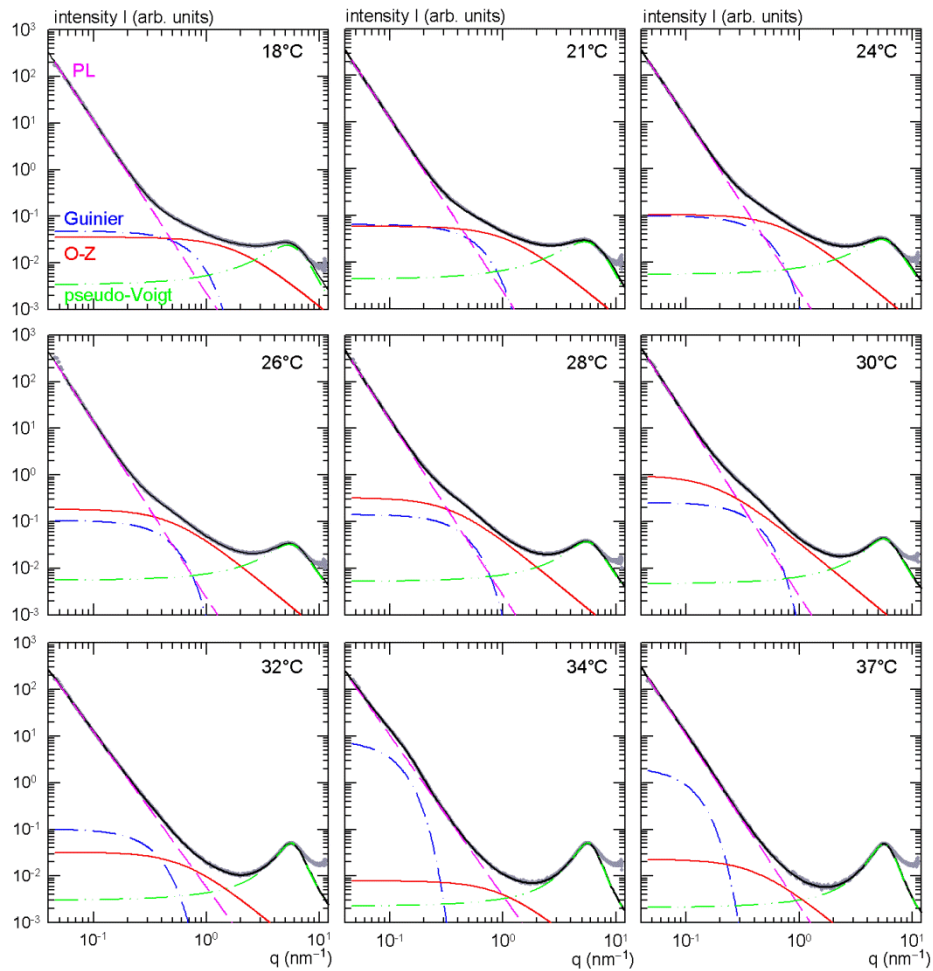 intensity I (arb. units) intensity I (arb. units) intensity I (arb. units)
10³ 18°C 21°C 24°C
10² PL
10¹
10⁰
10⁻¹
Guinier
O-Z
10⁻²
pseudo-Voigt
10⁻³
10³ 26°C 28°C 30°C
10²
10¹
10⁰
10⁻¹
10⁻²
10⁻³
10³ 32°C 34°C 37°C
10²
10¹
10⁰
10⁻¹
10⁻²
10⁻³
10⁻¹ 10⁰ 10¹ 10⁻¹ 10⁰ 10¹ 10⁻¹ 10⁰ 10¹
q (nm⁻¹) q (nm⁻¹) q (nm⁻¹)